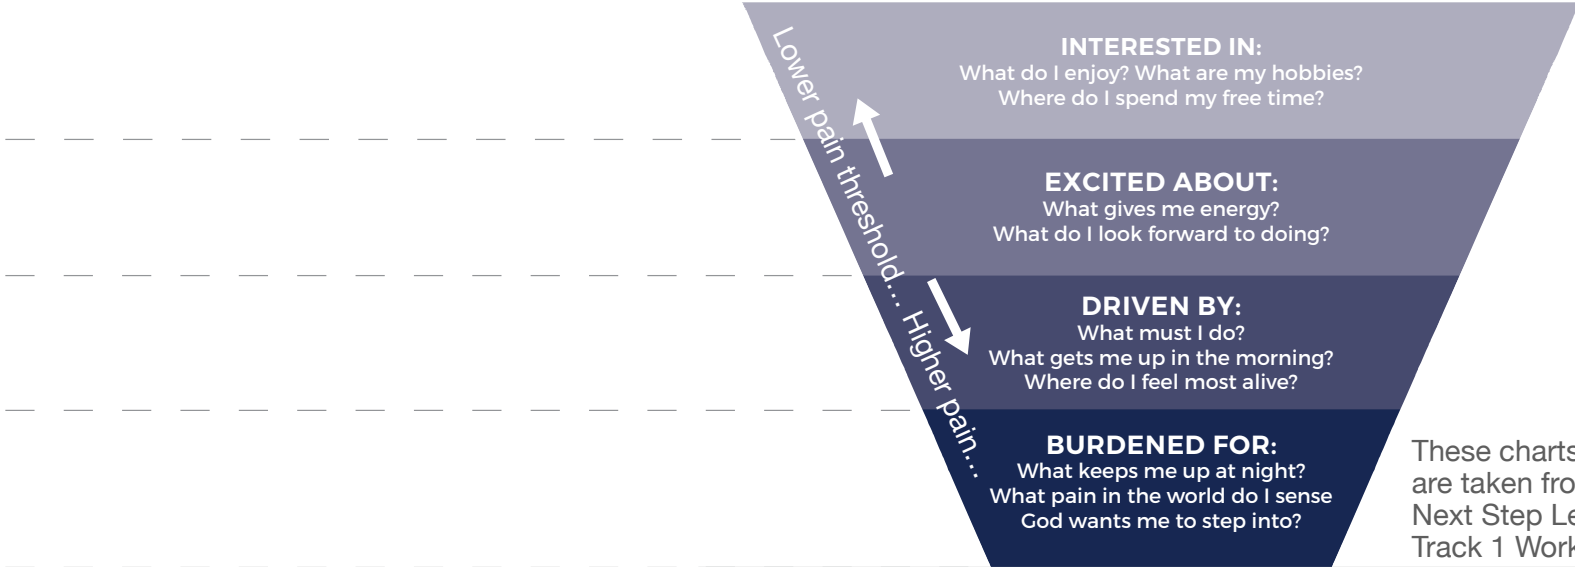 INTERESTED IN:
What do I enjoy? What are my hobbies?
Where do I spend my free time?
Lower pain threshold... Higher pain...
EXCITED ABOUT:
What gives me energy?
What do I look forward to doing?
DRIVEN BY:
What must I do?
What gets me up in the morning?
Where do I feel most alive?
BURDENED FOR:
What keeps me up at night?
What pain in the world do I sense
God wants me to step into?
These charts
are taken
Next Step
Track 1